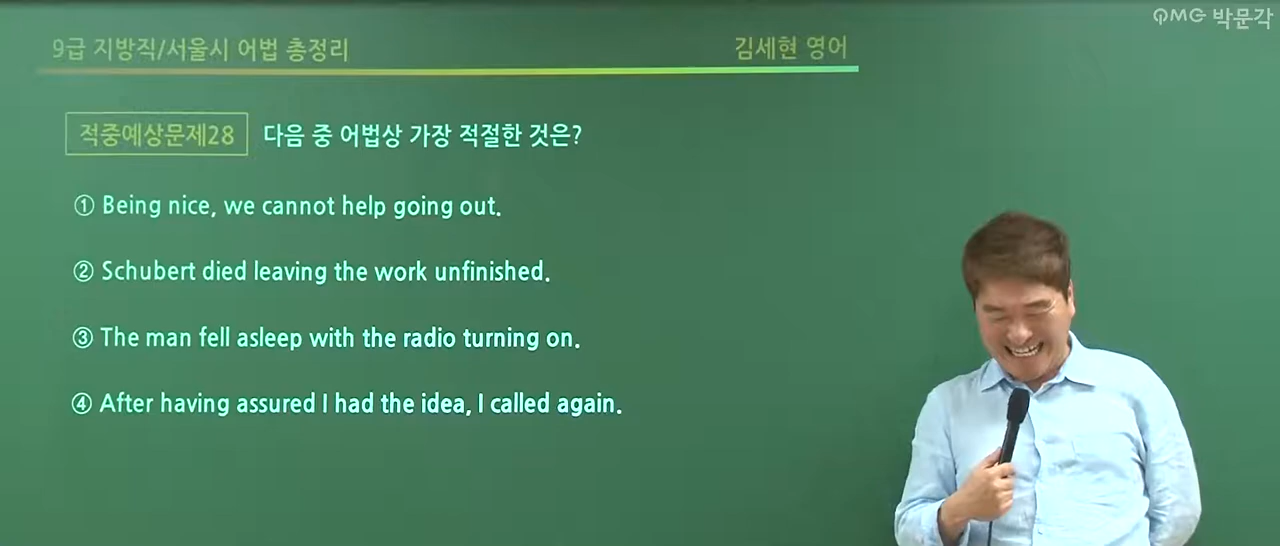 QMG 박문각
9급 지방직/서울시 어법 총정리
김세현 영어
적중예상문제28 다음 중 어법상 가장 적절한 것은?
① Being nice, we cannot help going out.
② Schubert died leaving the work unfinished.
③ The man fell asleep with the radio turning on.
④ After having assured I had the idea, I called again.